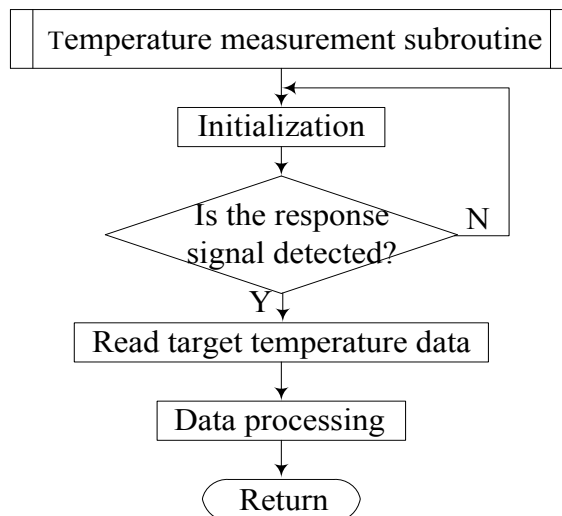 Temperature measurement subroutine
Initialization
Is the response
signal detected?
N
Y
Read target temperature data
Data processing
Return